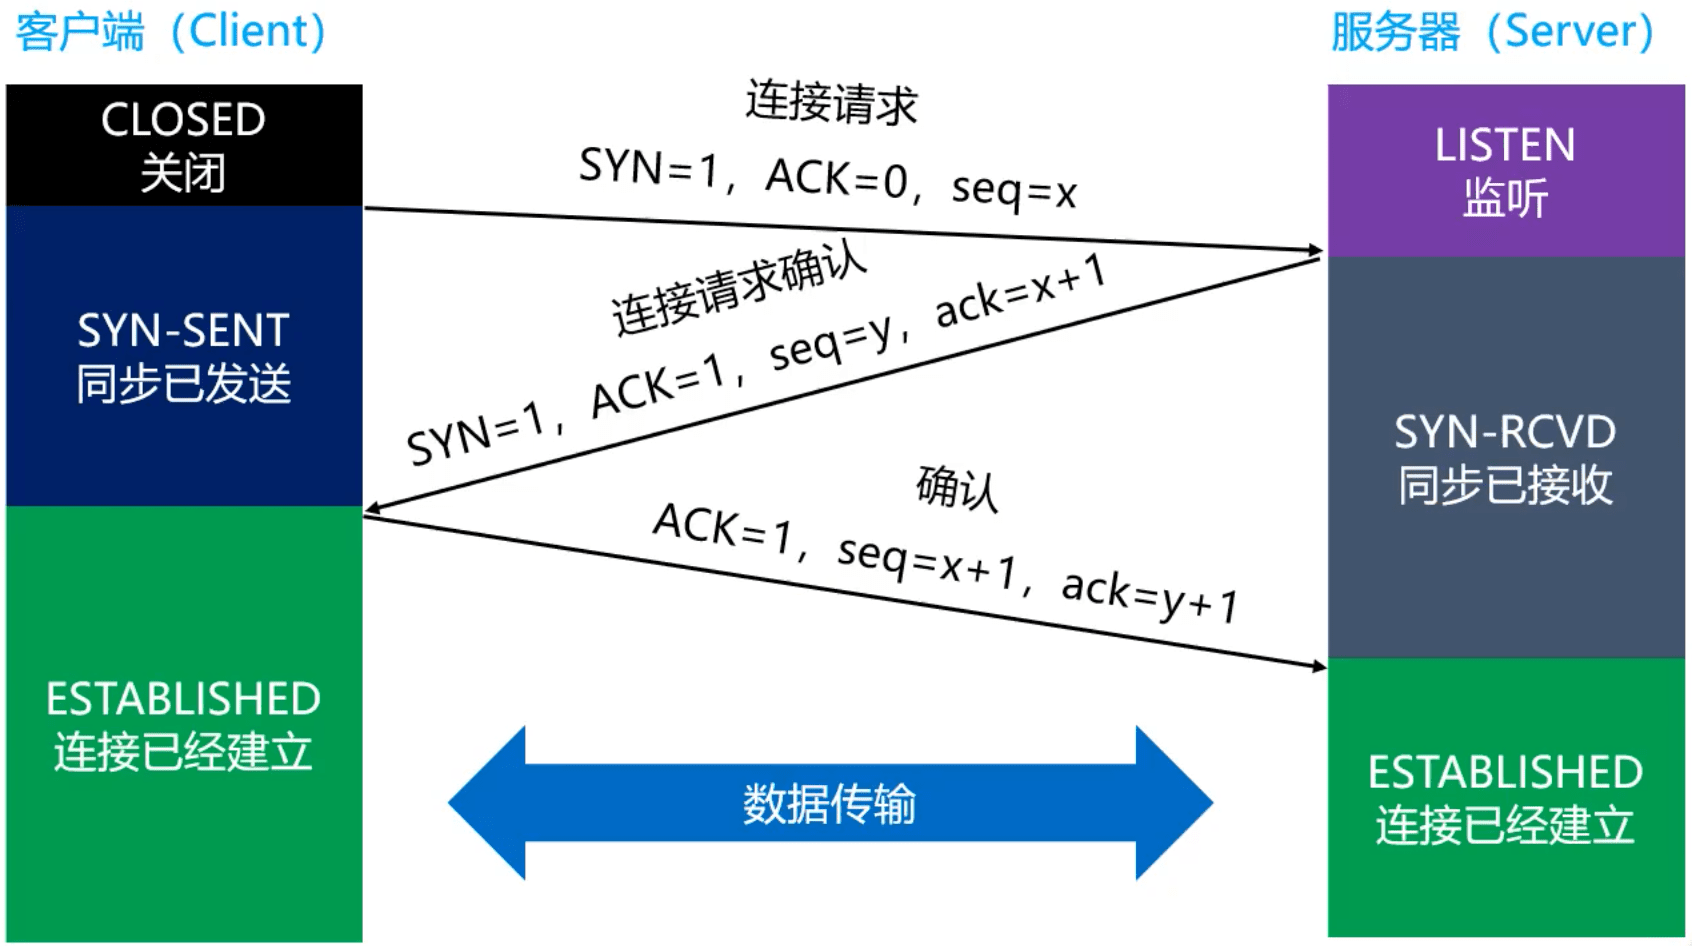 客户端（Client）
服务器（Server）
CLOSED
关闭
连接请求
SYN=1，ACK=0，seq=x
LISTEN
监听
SYN-SENT
同步已发送
连接请求确认
SYN=1，ACK=1，seq=y，ack=x+1
SYN-RCVD
同步已接收
确认
ACK=1，seq=x+1，ack=y+1
ESTABLISHED
连接已经建立
数据传输
ESTABLISHED
连接已经建立